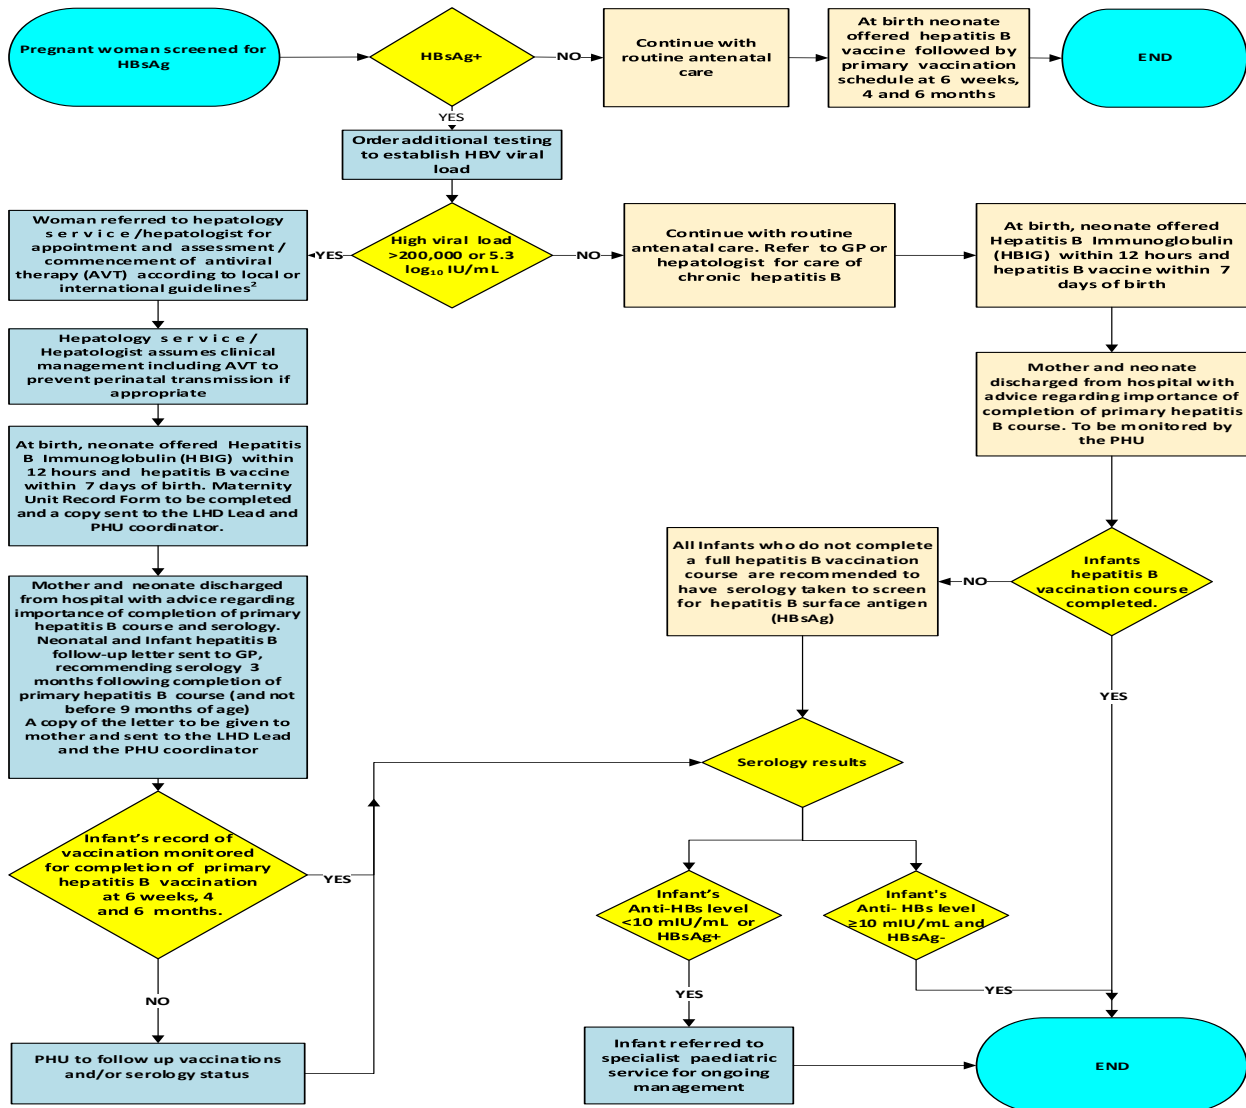 Pregnant woman screened for
HBsAg
HBsAg+
NO
Continue with
routine antenatal
care
At birth neonate
offered hepatitis B
vaccine followed by
primary vaccination
schedule at 6 weeks,
4 and 6 months
END
YES
Order additional testing
to establish HBV viral
load
High viral load
>200,000 or 5.3
log₁₀ IU/mL
YES
NO
Woman referred to hepatology
s e r v i c e /hepatologist for
appointment and assessment /
commencement of antiviral
therapy (AVT) according to local or
international guidelines²
Continue with routine
antenatal care. Refer to GP or
hepatologist for care of
chronic hepatitis B
At birth, neonate offered
Hepatitis B Immunoglobulin
(HBIG) within 12 hours and
hepatitis B vaccine within 7
days of birth
Hepatology s e r v i c e /
Hepatologist assumes clinical
management including AVT to
prevent perinatal transmission if
appropriate
Mother and neonate
discharged from hospital with
advice regarding importance of
completion of primary hepatitis
B course. To be monitored by
the PHU
At birth, neonate offered Hepatitis
B Immunoglobulin (HBIG) within
12 hours and hepatitis B vaccine
within 7 days of birth. Maternity
Unit Record Form to be completed
and a copy sent to the LHD Lead and
PHU coordinator.
Infants
hepatitis B
vaccination course
completed.
NO
YES
All Infants who do not complete
a full hepatitis B vaccination
course are recommended to
have serology taken to screen
for hepatitis B surface antigen
(HBsAg)
Mother and neonate discharged
from hospital with advice regarding
importance of completion of primary
hepatitis B course and serology.
Neonatal and Infant hepatitis B
follow-up letter sent to GP,
recommending serology 3
months following completion of
primary hepatitis B course (and not
before 9 months of age)
A copy of the letter to be given to
mother and sent to the LHD Lead
and the PHU coordinator
Serology results
Infant's record of
vaccination monitored
for completion of primary
hepatitis B vaccination
at 6 weeks, 4
and 6 months.
YES
NO
Infant's
Anti-HBs level
<10 mIU/mL or
HBsAg+
Infant's
Anti- HBs level
≥10 mIU/mL and
HBsAg-
YES
YES
PHU to follow up vaccinations
and/or serology status
Infant referred to
specialist paediatric
service for ongoing
management
END